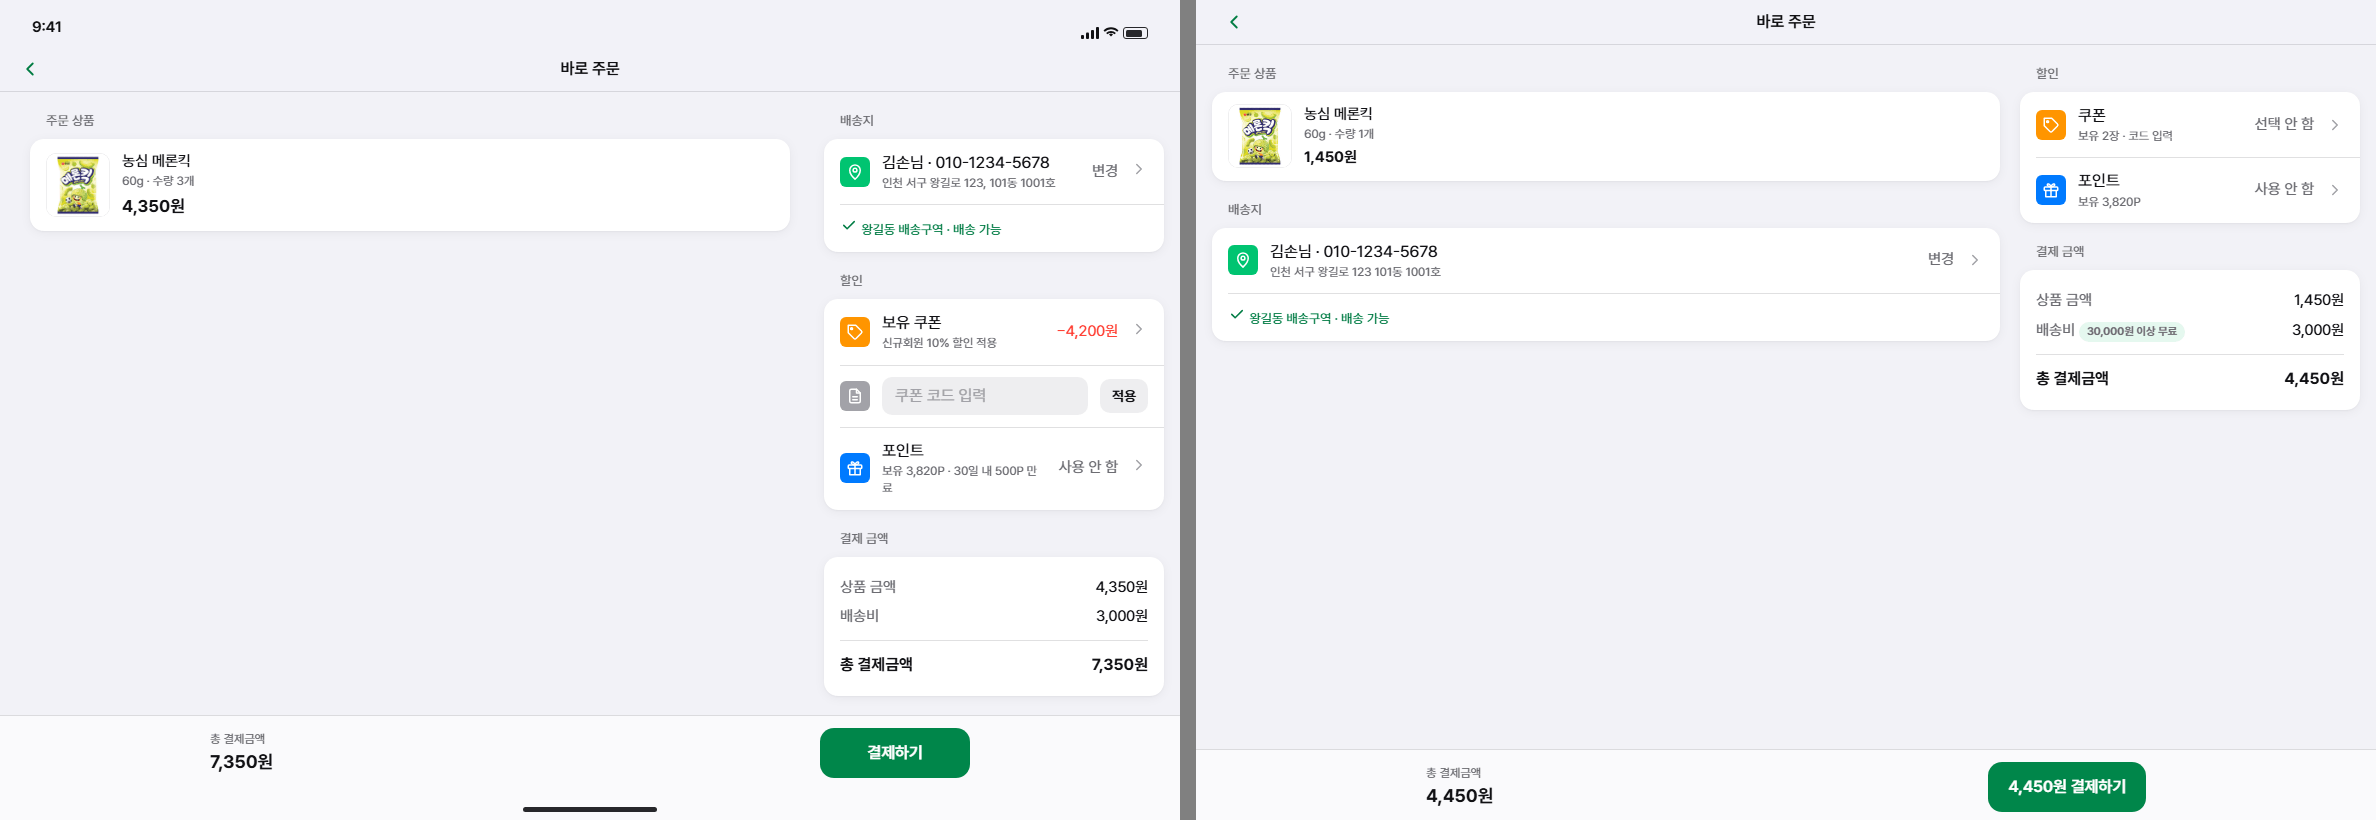 9:41
바로 주문
주문 상품
농심 메론킥
60g · 수량 3개
4,350원
배송지
김손님 · 010-1234-5678
인천 서구 왕길로 123, 101동 1001호
변경
왕길동 배송구역 · 배송 가능
할인
보유 쿠폰
신규회원 10% 할인 적용
−4,200원
쿠폰 코드 입력
적용
포인트
보유 3,820P · 30일 내 500P 만
료
사용 안 함
결제 금액
상품 금액 4,350원
배송비 3,000원
총 결제금액 7,350원
총 결제금액
7,350원
결제하기
바로 주문
주문 상품
농심 메론킥
60g · 수량 1개
1,450원
배송지
김손님 · 010-1234-5678
인천 서구 왕길로 123 101동 1001호
변경
왕길동 배송구역 · 배송 가능
할인
쿠폰
보유 2장 · 코드 입력
선택 안 함
포인트
보유 3,820P
사용 안 함
결제 금액
상품 금액 1,450원
배송비 30,000원 이상 무료 3,000원
총 결제금액 4,450원
총 결제금액
4,450원
4,450원 결제하기
메론킥
메론킥